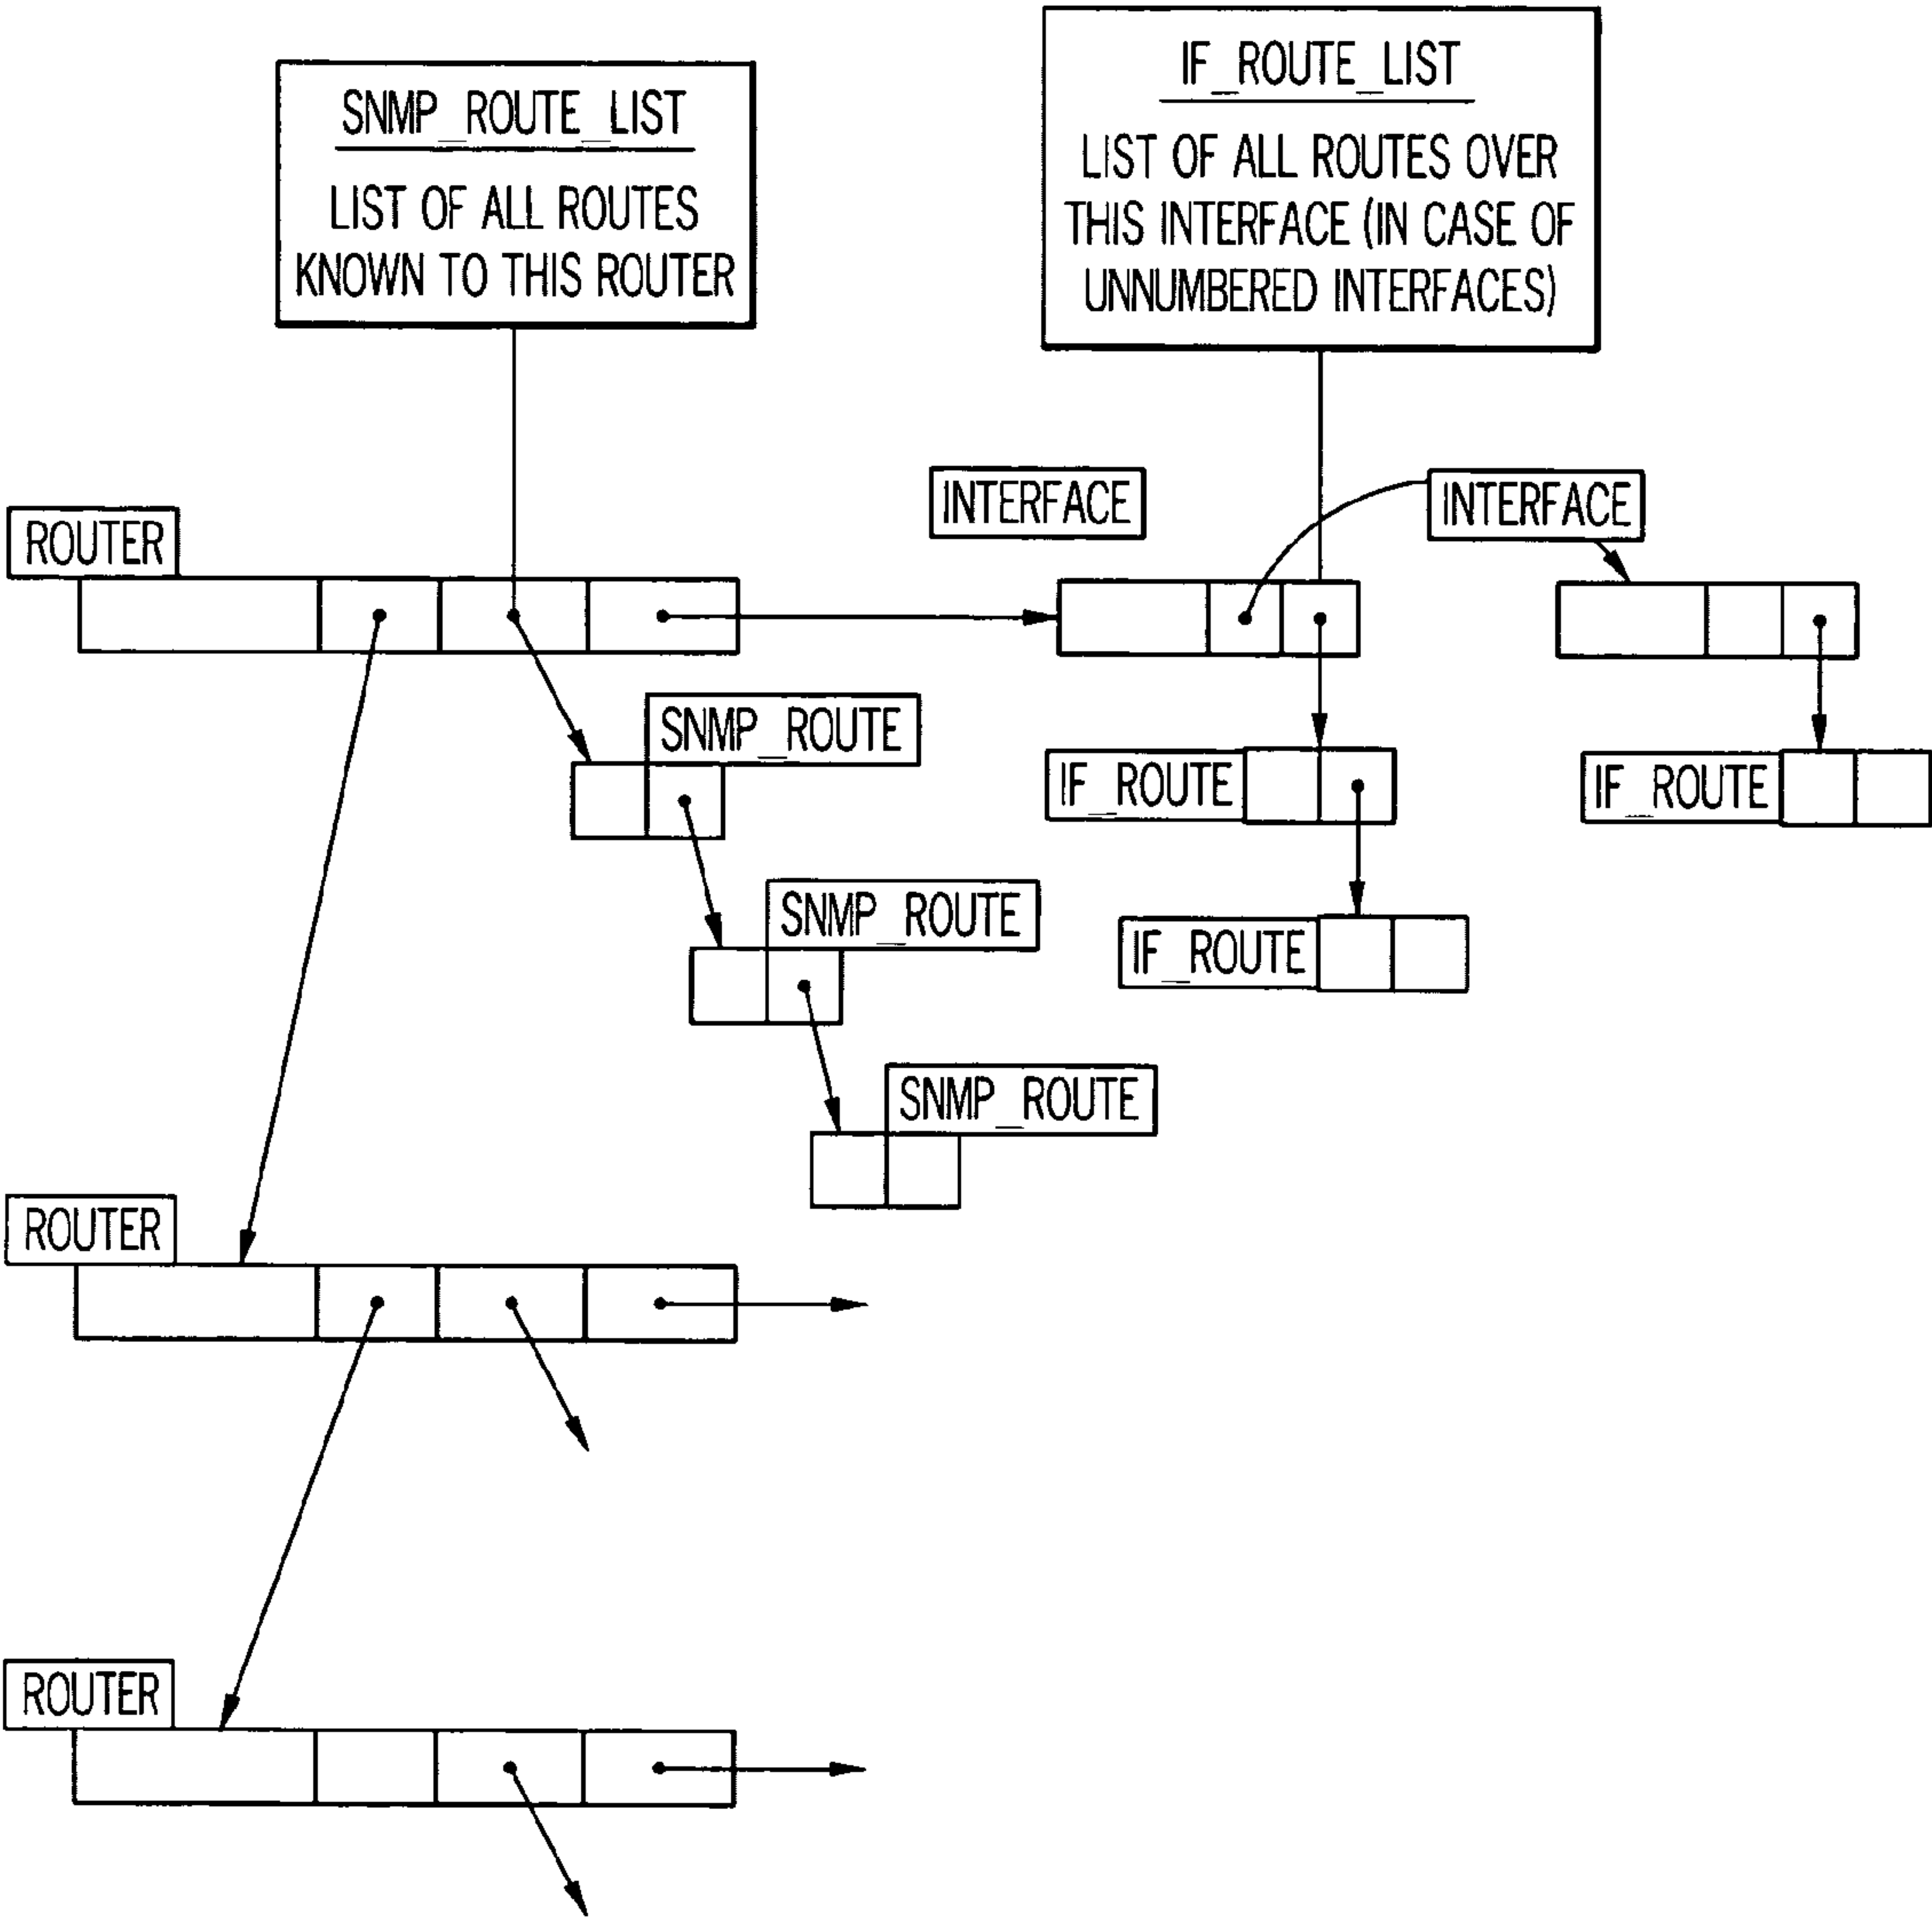 SNMP_ROUTE_LIST
LIST OF ALL ROUTES
KNOWN TO THIS ROUTER
IF_ROUTE_LIST
LIST OF ALL ROUTES OVER
THIS INTERFACE (IN CASE OF
UNNUMBERED INTERFACES)
INTERFACE
INTERFACE
ROUTER
SNMP_ROUTE
IF_ROUTE
IF_ROUTE
SNMP_ROUTE
IF_ROUTE
SNMP_ROUTE
ROUTER
ROUTER